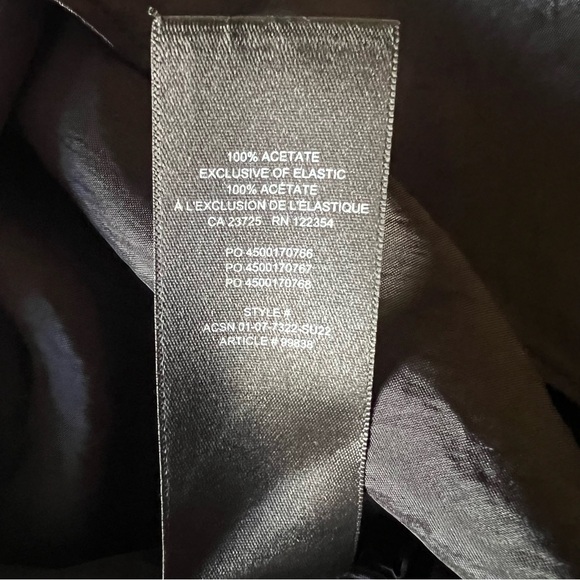 100% ACETATE
EXCLUSIVE OF ELASTIC
100% ACÉTATE
À L'EXCLUSION DE L'ÉLASTIQUE
CA 23725 RN 122354
PO 4500170766
PO 4500170767
PO 4500170768
STYLE #
ACSN 01-07-7322-SU22
ARTICLE # 99839